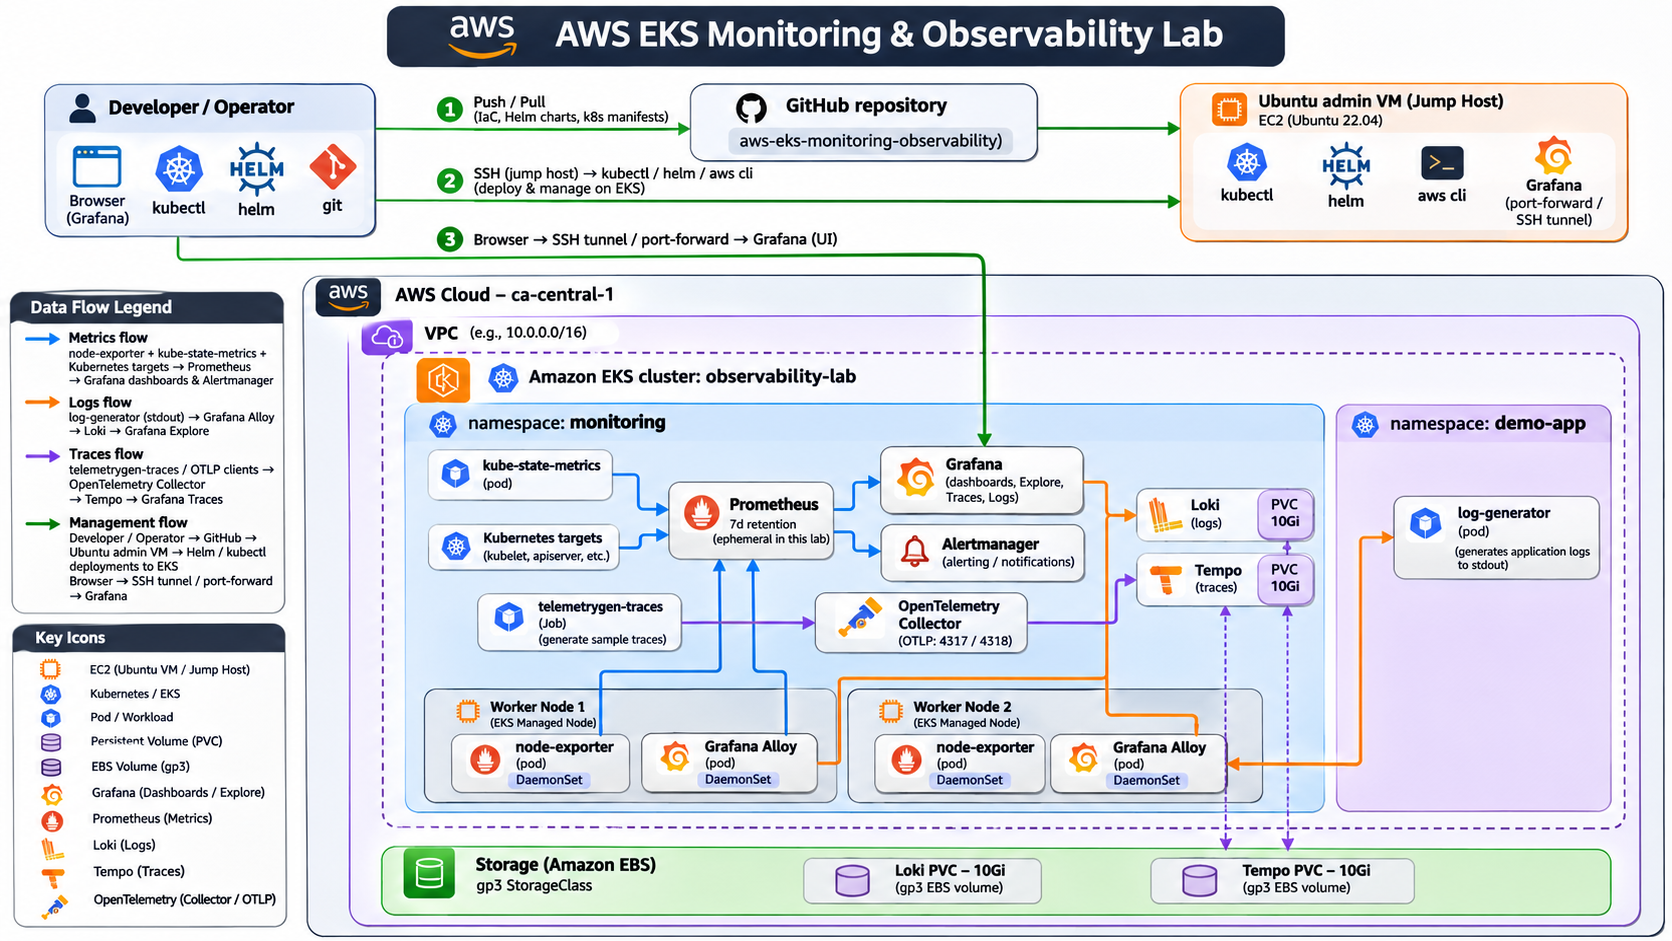 aws
AWS EKS Monitoring & Observability Lab
Developer / Operator
Browser
(Grafana)
kubectl
HELM
helm
git
1
Push / Pull
(IaC, Helm charts, k8s manifests)
2
SSH (jump host) → kubectl / helm / aws cli
(deploy & manage on EKS)
3
Browser → SSH tunnel / port-forward → Grafana (UI)
GitHub repository
aws-eks-monitoring-observability)
Ubuntu admin VM (Jump Host)
EC2 (Ubuntu 22.04)
kubectl
HELM
helm
>_
aws cli
Grafana
(port-forward /
SSH tunnel)
Data Flow Legend
Metrics flow
node-exporter + kube-state-metrics +
Kubernetes targets → Prometheus
→ Grafana dashboards & Alertmanager
Logs flow
log-generator (stdout) → Grafana Alloy
→ Loki → Grafana Explore
Traces flow
telemetrygen-traces / OTLP clients →
OpenTelemetry Collector
→ Tempo → Grafana Traces
Management flow
Developer / Operator → GitHub →
Ubuntu admin VM → Helm / kubectl
deployments to EKS
Browser → SSH tunnel / port-forward
→ Grafana
Key Icons
EC2 (Ubuntu VM / Jump Host)
Kubernetes / EKS
Pod / Workload
Persistent Volume (PVC)
EBS Volume (gp3)
Grafana (Dashboards / Explore)
Prometheus (Metrics)
Loki (Logs)
Tempo (Traces)
OpenTelemetry (Collector / OTLP)
aws
AWS Cloud – ca-central-1
VPC (e.g., 10.0.0.0/16)
Amazon EKS cluster: observability-lab
namespace: monitoring
kube-state-metrics
(pod)
Kubernetes targets
(kubelet, apiserver, etc.)
Prometheus
7d retention
(ephemeral in this lab)
Grafana
(dashboards, Explore,
Traces, Logs)
Alertmanager
(alerting / notifications)
Loki
(logs)
PVC
10Gi
Tempo
(traces)
PVC
10Gi
telemetrygen-traces
(Job)
(generate sample traces)
OpenTelemetry
Collector
(OTLP: 4317 / 4318)
Worker Node 1
(EKS Managed Node)
node-exporter
(pod)
DaemonSet
Grafana Alloy
(pod)
DaemonSet
Worker Node 2
(EKS Managed Node)
node-exporter
(pod)
DaemonSet
Grafana Alloy
(pod)
DaemonSet
namespace: demo-app
log-generator
(pod)
(generates application logs
to stdout)
Storage (Amazon EBS)
gp3 StorageClass
Loki PVC – 10Gi
(gp3 EBS volume)
Tempo PVC – 10Gi
(gp3 EBS volume)